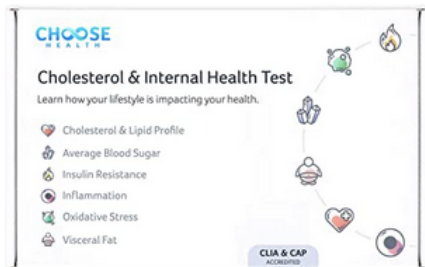 CHOOSE
HEALTH
Cholesterol & Internal Health Test
Learn how your lifestyle is impacting your health.
Cholesterol & Lipid Profile
Average Blood Sugar
Insulin Resistance
Inflammation
Oxidative Stress
Visceral Fat
CLIA & CAP
ACCREDITED